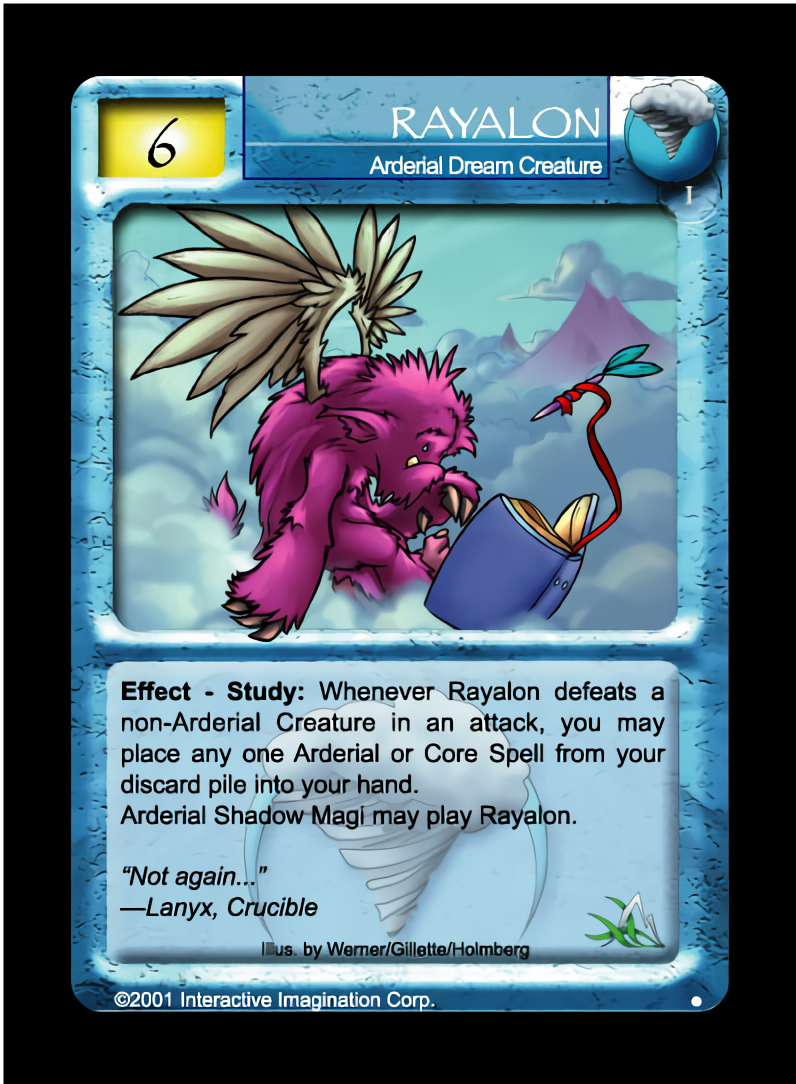 6
RAYALON
Arderial Dream Creature
I
Effect - Study: Whenever Rayalon defeats a
non-Arderial Creature in an attack, you may
place any one Arderial or Core Spell from your
discard pile into your hand.
Arderial Shadow Magi may play Rayalon.
"Not again..."
—Lanyx, Crucible
Illus. by Werner/Gillette/Holmberg
©2001 Interactive Imagination Corp.